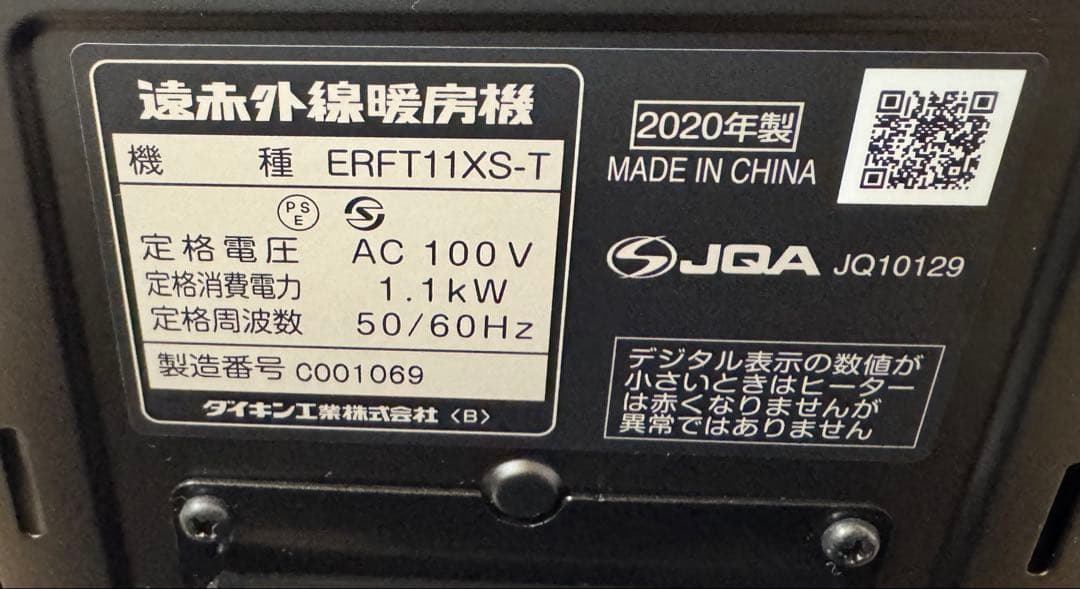 遠赤外線暖房機
機種 ERFT11XS-T
PSE
定格電圧 AC 100V
定格消費電力 1.1kW
定格周波数 50/60Hz
製造番号 C001069
ダイキン工業株式会社〈B〉
2020年製
MADE IN CHINA
JQA JQ10129
デジタル表示の数値が
小さいときはヒーター
は赤くなりませんが
異常ではありません